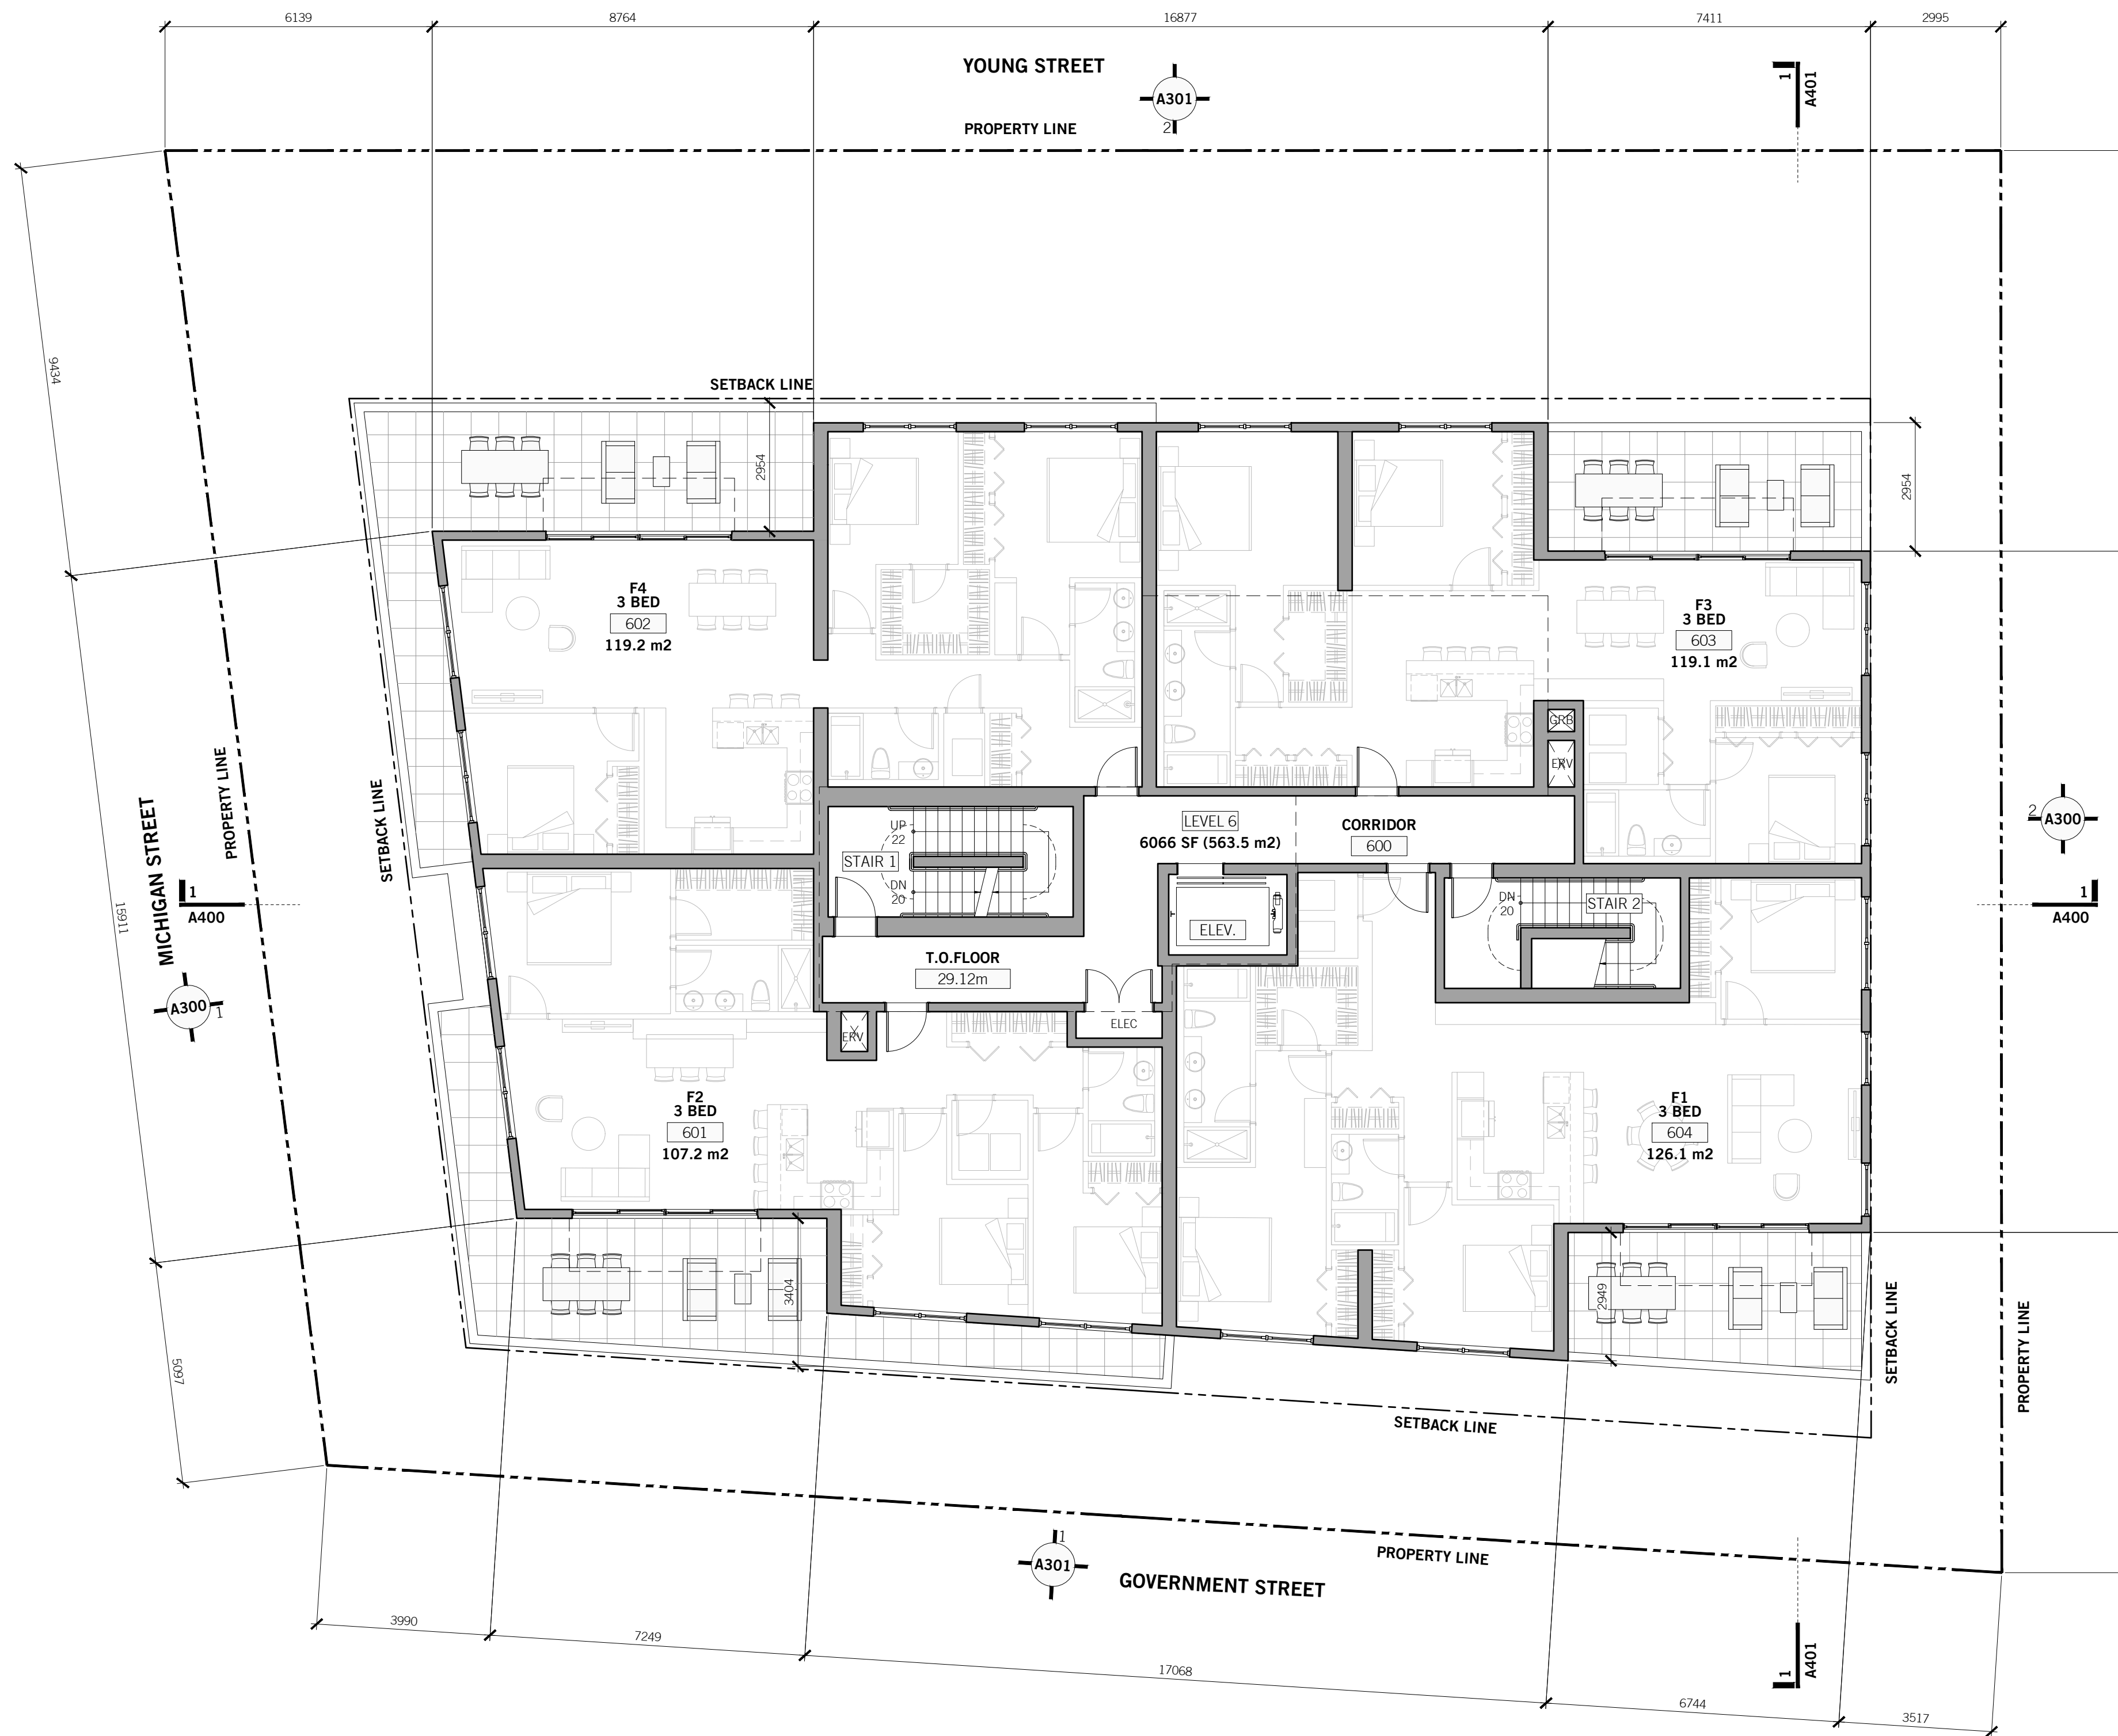 6139
8764
16877
7411
2995
YOUNG STREET
A301
2
1
A401
PROPERTY LINE
9434
SETBACK LINE
2954
2954
F4
3 BED
602
119.2 m2
F3
3 BED
603
119.1 m2
GRB
ERV
PROPERTY LINE
SETBACK LINE
MICHIGAN STREET
15911
1
A400
A300
1
UP
22
STAIR 1
DN
20
LEVEL 6
6066 SF (563.5 m2)
CORRIDOR
600
2
A300
1
A400
ELEV.
DN
20
STAIR 2
T.O.FLOOR
29.12m
ELEC
ERV
F2
3 BED
601
107.2 m2
F1
3 BED
604
126.1 m2
3404
2949
SETBACK LINE
PROPERTY LINE
5097
SETBACK LINE
PROPERTY LINE
1
A301
GOVERNMENT STREET
1
A401
3990
7249
17068
6744
3517